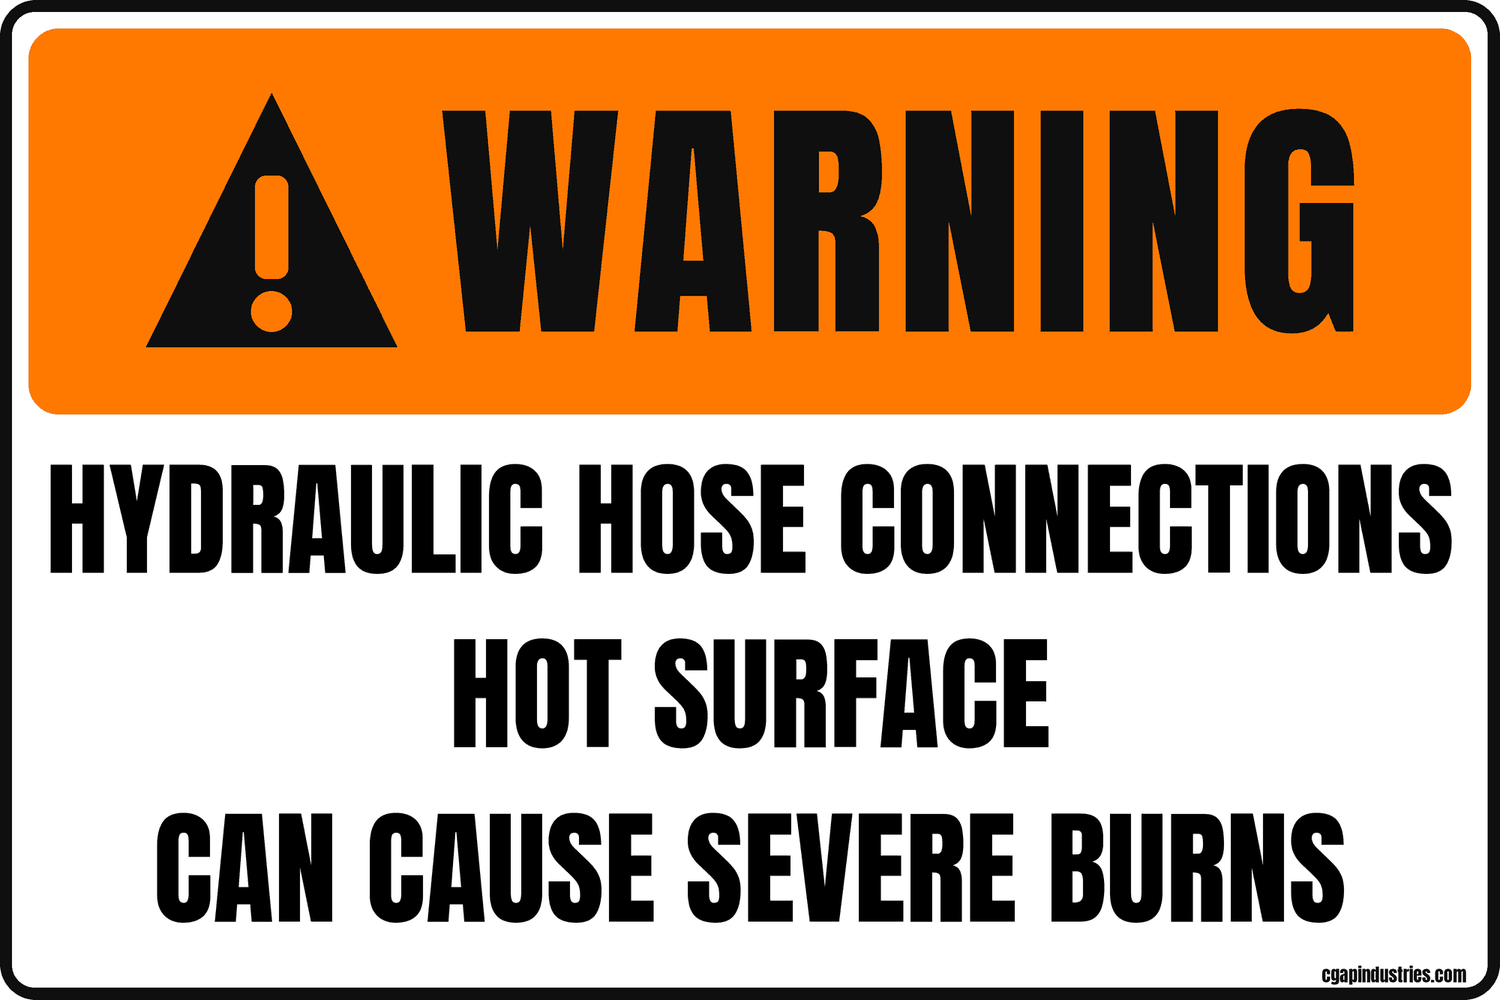 WARNING
HYDRAULIC HOSE CONNECTIONS
HOT SURFACE
CAN CAUSE SEVERE BURNS
cgapindustries.com